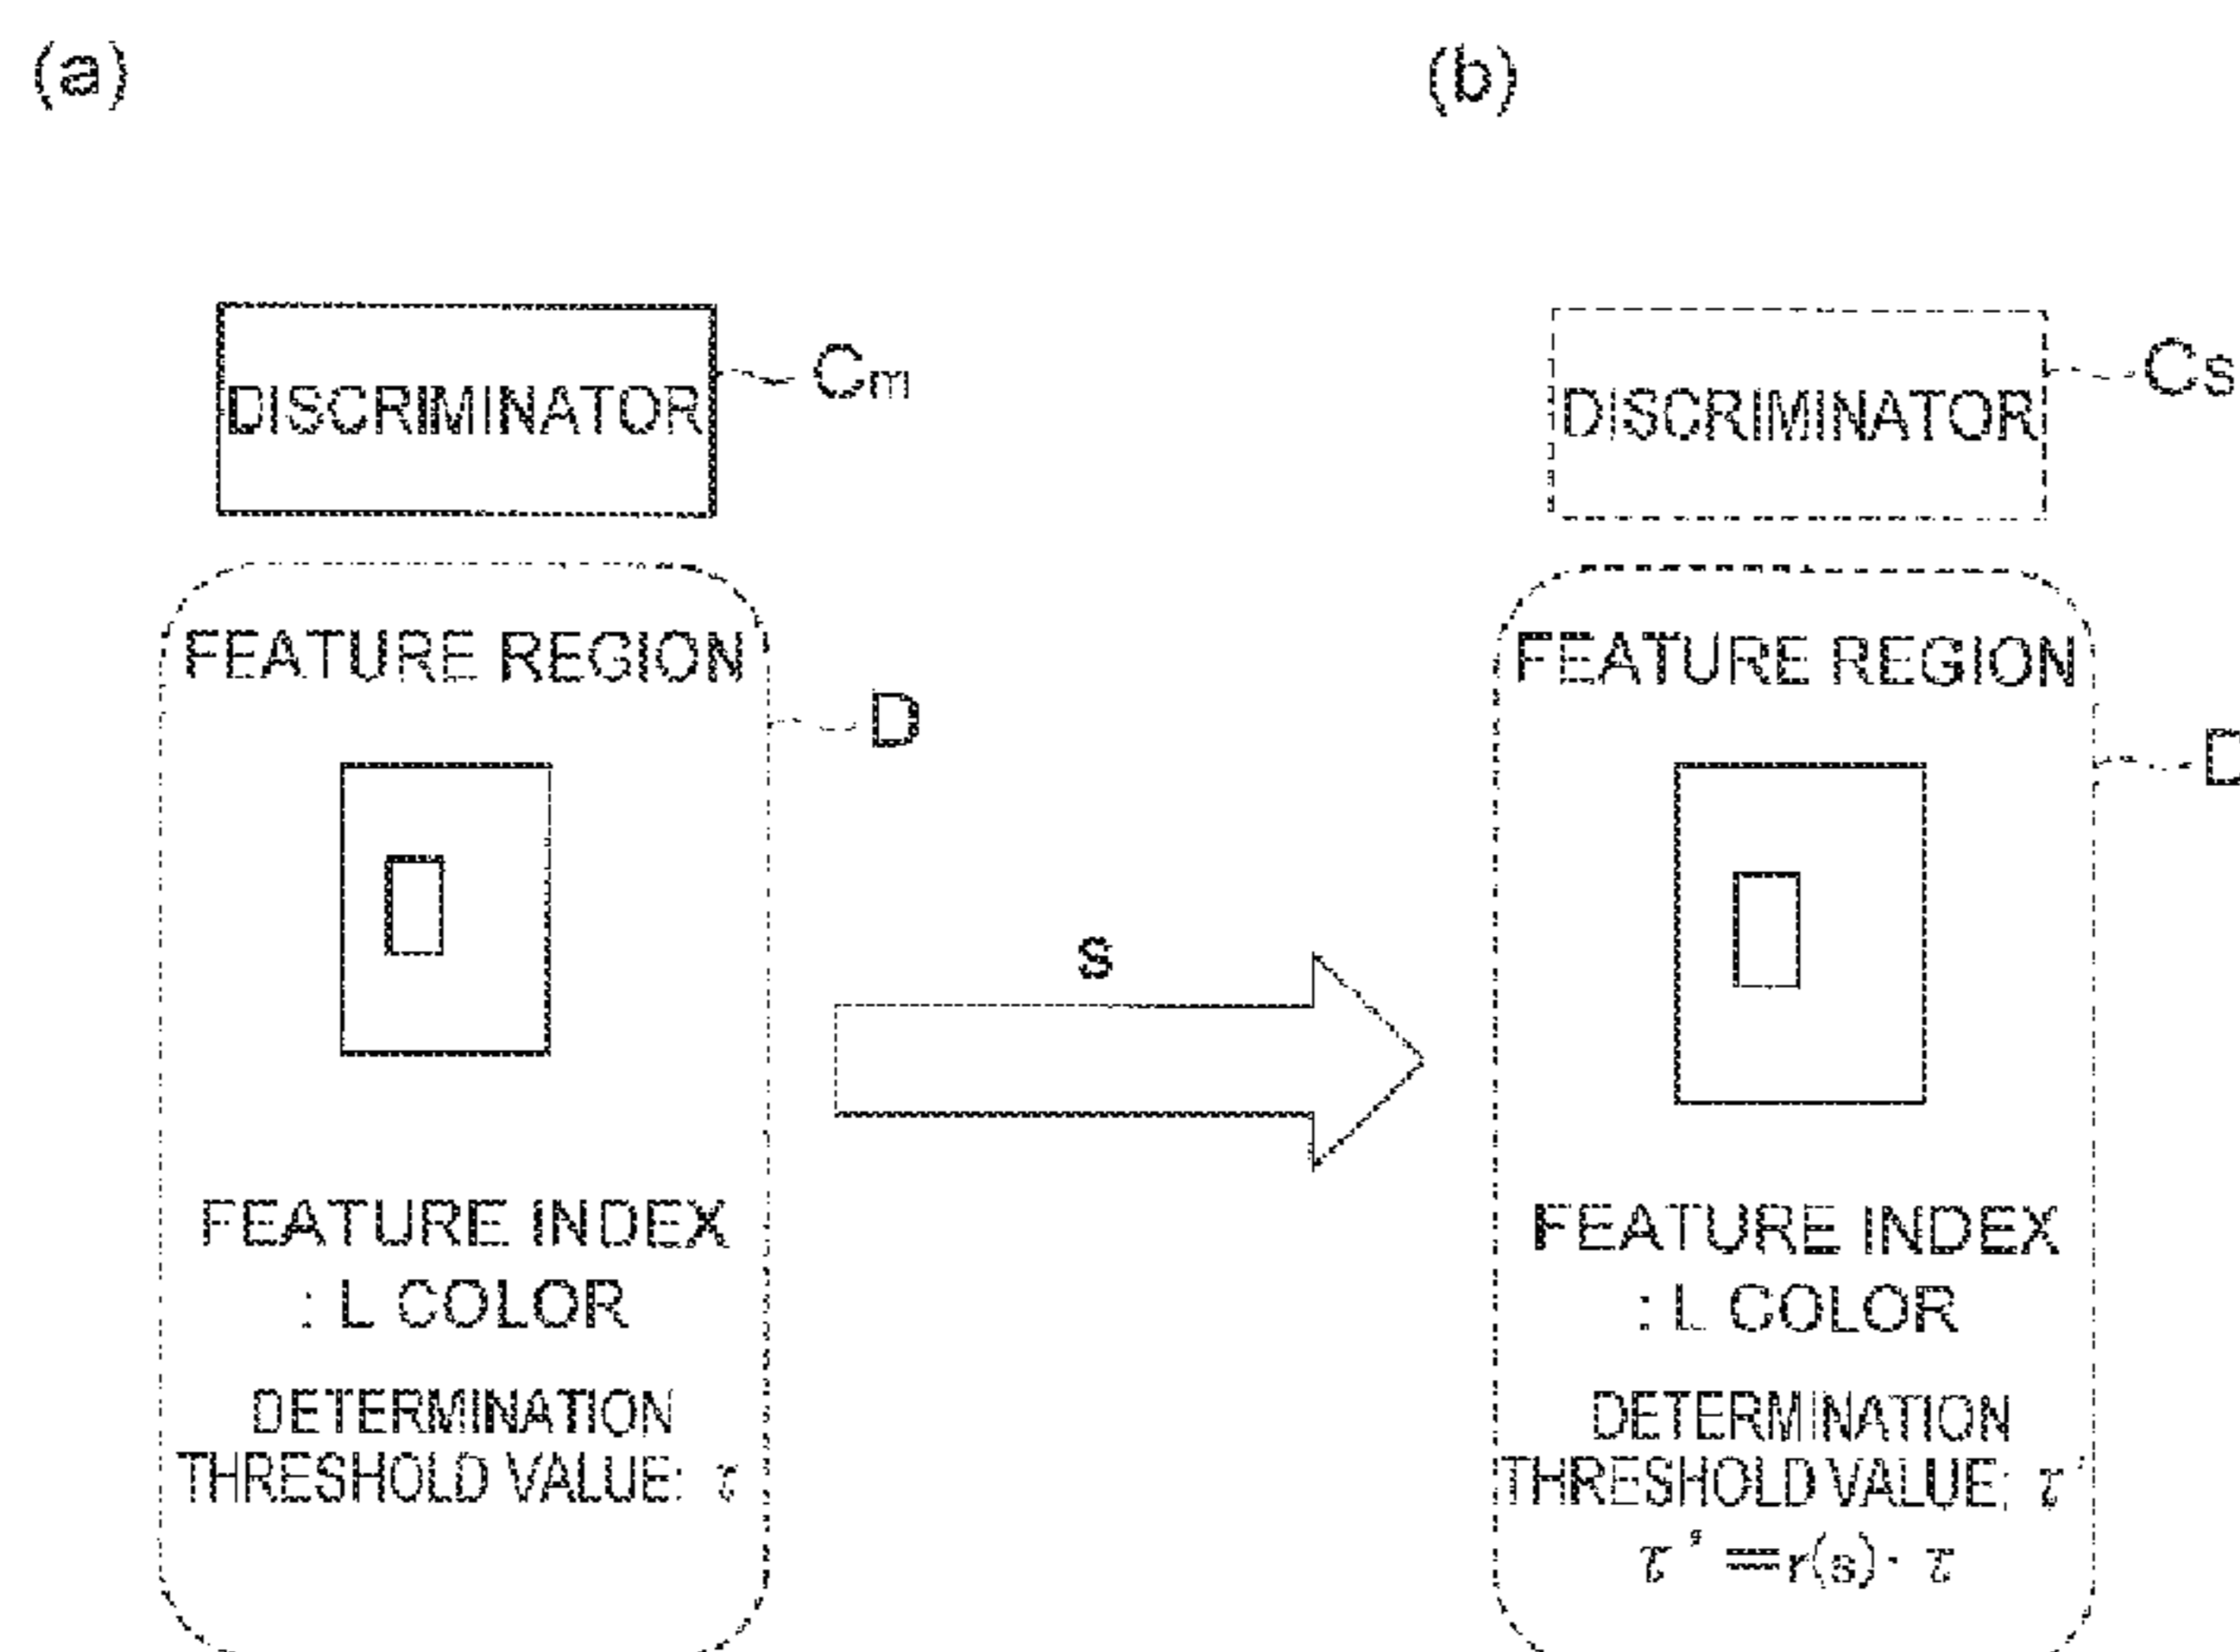 (a)
DISCRIMINATOR
Cm
FEATURE REGION
D
FEATURE INDEX
: L COLOR
DETERMINATION
THRESHOLD VALUE: τ
s
(b)
DISCRIMINATOR
Cs
FEATURE REGION
FEATURE INDEX
: L COLOR
DETERMINATION
THRESHOLD VALUE: τ'
τ' = r(s)· τ